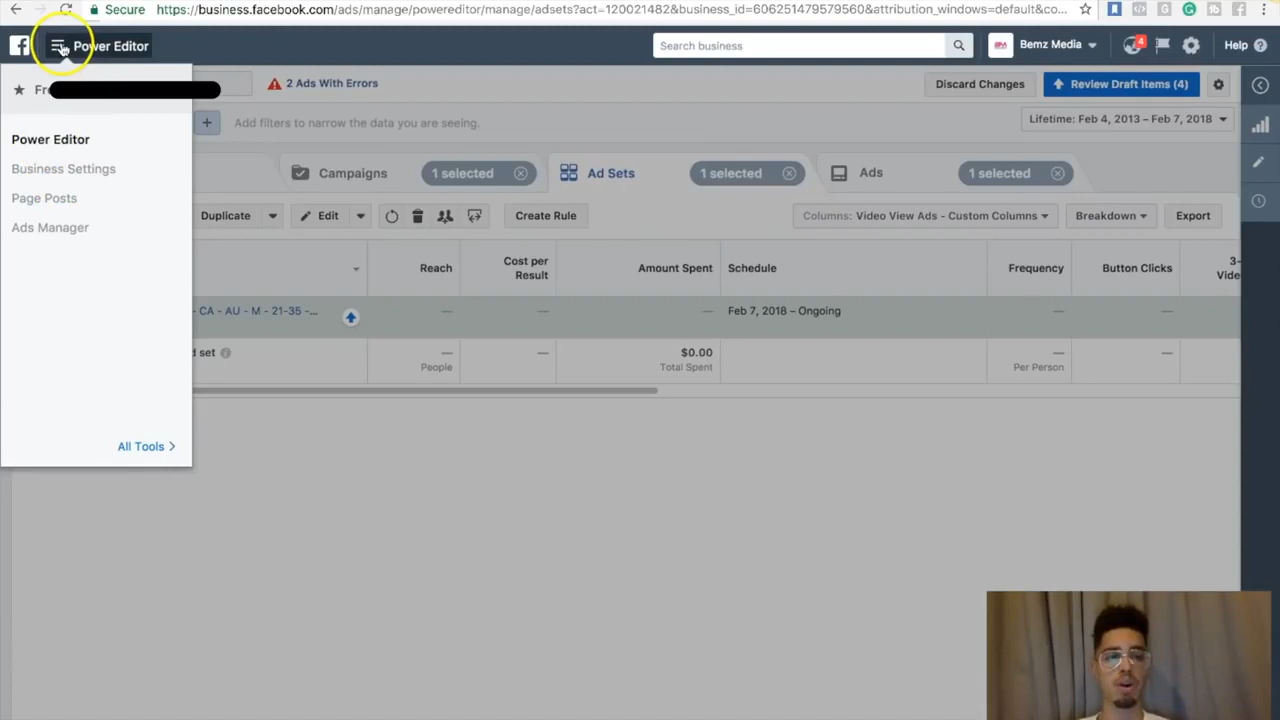 Secure https://business.facebook.com/ads/manage/powereditor/manage/adsets?act=120021482&business_id=606251479579560&attribution_windows=default&co...
Power Editor
Search business
Bemz Media
4
Help
Fre
2 Ads With Errors
Discard Changes
Review Draft Items (4)
Add filters to narrow the data you are seeing.
Lifetime: Feb 4, 2013 – Feb 7, 2018
Power Editor
Business Settings
Page Posts
Ads Manager
All Tools
Campaigns
1 selected
Ad Sets
1 selected
Ads
1 selected
Duplicate
Edit
Create Rule
Columns: Video View Ads - Custom Columns
Breakdown
Export
Reach
Cost per Result
Amount Spent
Schedule
Frequency
Button Clicks
3-
Vide
- CA - AU - M - 21-35 -...
— — —
Feb 7, 2018 – Ongoing
— —
d set
—
People
—
$0.00
Total Spent
—
Per Person
—